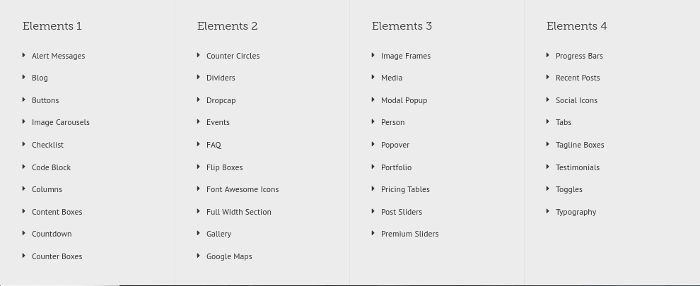 Elements 1
Alert Messages
Blog
Buttons
Image Carousels
Checklist
Code Block
Columns
Content Boxes
Countdown
Counter Boxes
Elements 2
Counter Circles
Dividers
Dropcap
Events
FAQ
Flip Boxes
Font Awesome Icons
Full Width Section
Gallery
Google Maps
Elements 3
Image Frames
Media
Modal Popup
Person
Popover
Portfolio
Pricing Tables
Post Sliders
Premium Sliders
Elements 4
Progress Bars
Recent Posts
Social Icons
Tabs
Tagline Boxes
Testimonials
Toggles
Typography